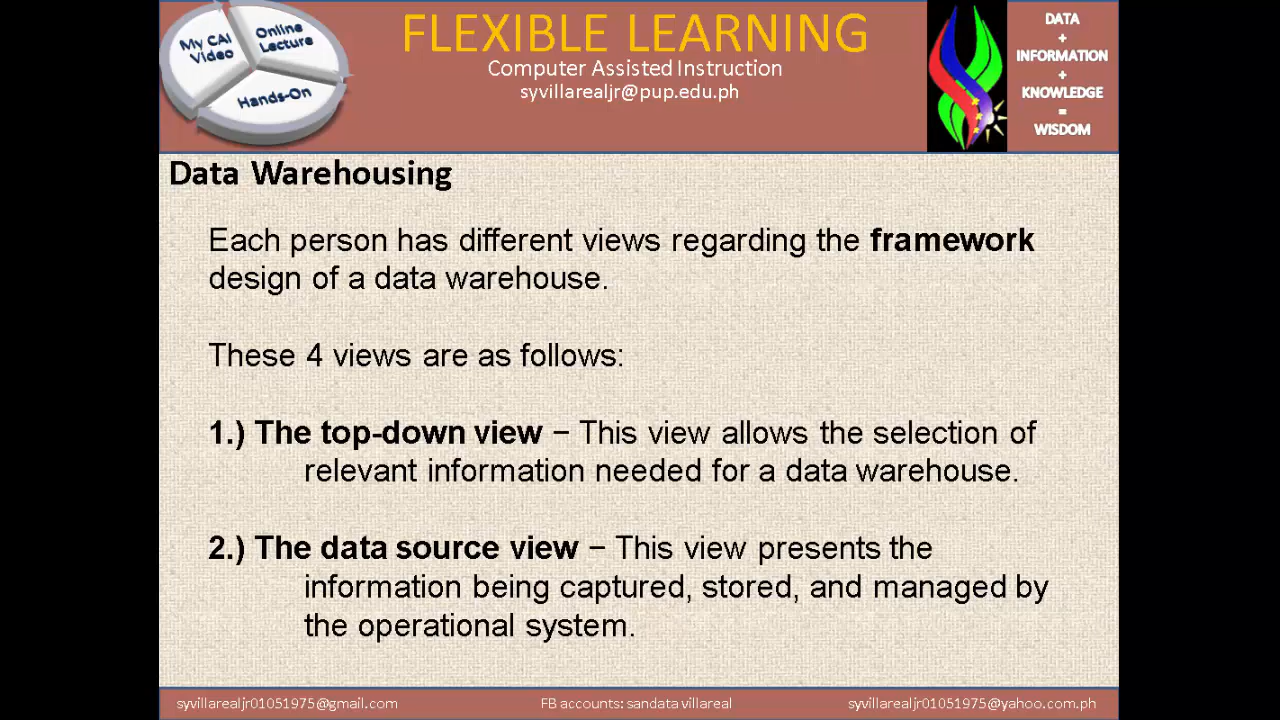 My CAI
Video
Online
Lecture
Hands-On
FLEXIBLE LEARNING
Computer Assisted Instruction
syvillarealjr@pup.edu.ph
DATA
+
INFORMATION
+
KNOWLEDGE
=
WISDOM
Data Warehousing
Each person has different views regarding the framework
design of a data warehouse.
These 4 views are as follows:
1.) The top-down view − This view allows the selection of
relevant information needed for a data warehouse.
2.) The data source view − This view presents the
information being captured, stored, and managed by
the operational system.
syvillarealjr01051975@gmail.com
FB accounts: sandata villareal
syvillarealjr01051975@yahoo.com.ph